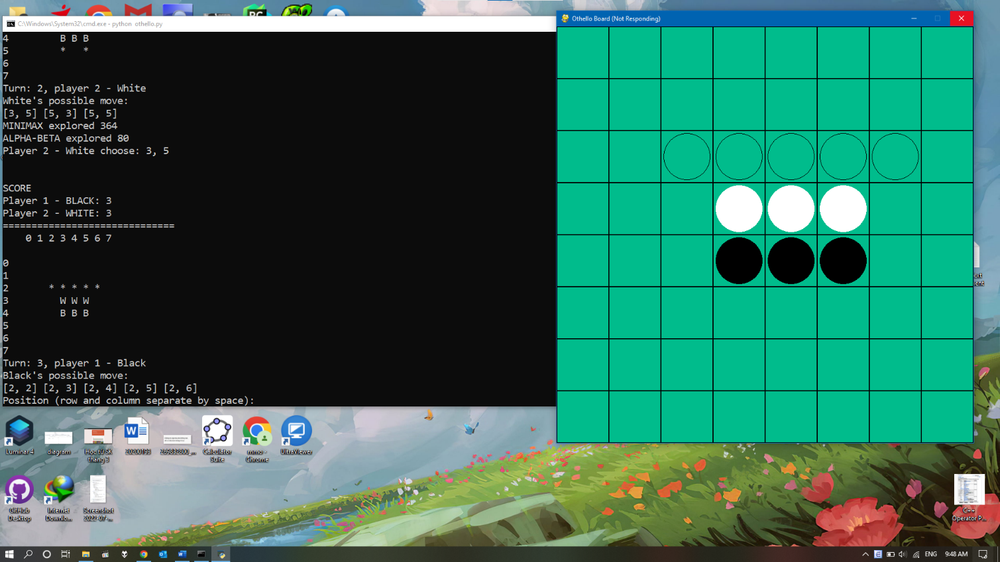 C:\Windows\System32\cmd.exe - python  othello.py
4         B B B
5         *   *
6
7
Turn: 2, player 2 - White
White's possible move:
[3, 5] [5, 3] [5, 5]
MINIMAX explored 364
ALPHA-BETA explored 80
Player 2 - White choose: 3, 5
SCORE
Player 1 - BLACK: 3
Player 2 - WHITE: 3
==============================
0 1 2 3 4 5 6 7
0
1
2       * * * * *
3         W W W
4         B B B
5
6
7
Turn: 3, player 1 - Black
Black's possible move:
[2, 2] [2, 3] [2, 4] [2, 5] [2, 6]
Position (row and column separate by space):
Othello Board (Not Responding)
Luminar 4
diagram
Học từ SK
tháng 3
20200193
269832800_...
Calculator
Suite
mmo -
Chrome
UltraViewer
GitHub
Desktop
Internet
Downlo...
Screenshot
2022-07-...
C++
Operator P...
ENG
9:48 AM